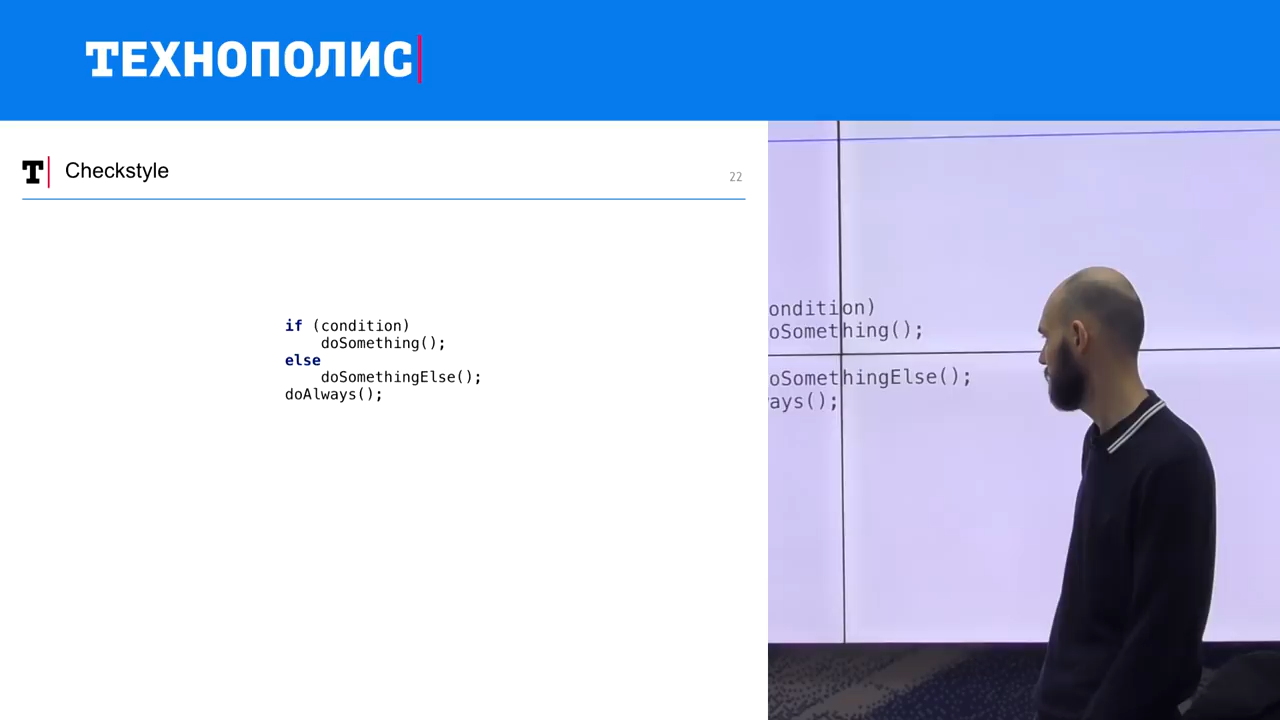 ТЕХНОПОЛИС
T
Checkstyle
22
if (condition)
    doSomething();
else
    doSomethingElse();
doAlways();
ondition)
oSomething();
oSomethingElse();
ays();